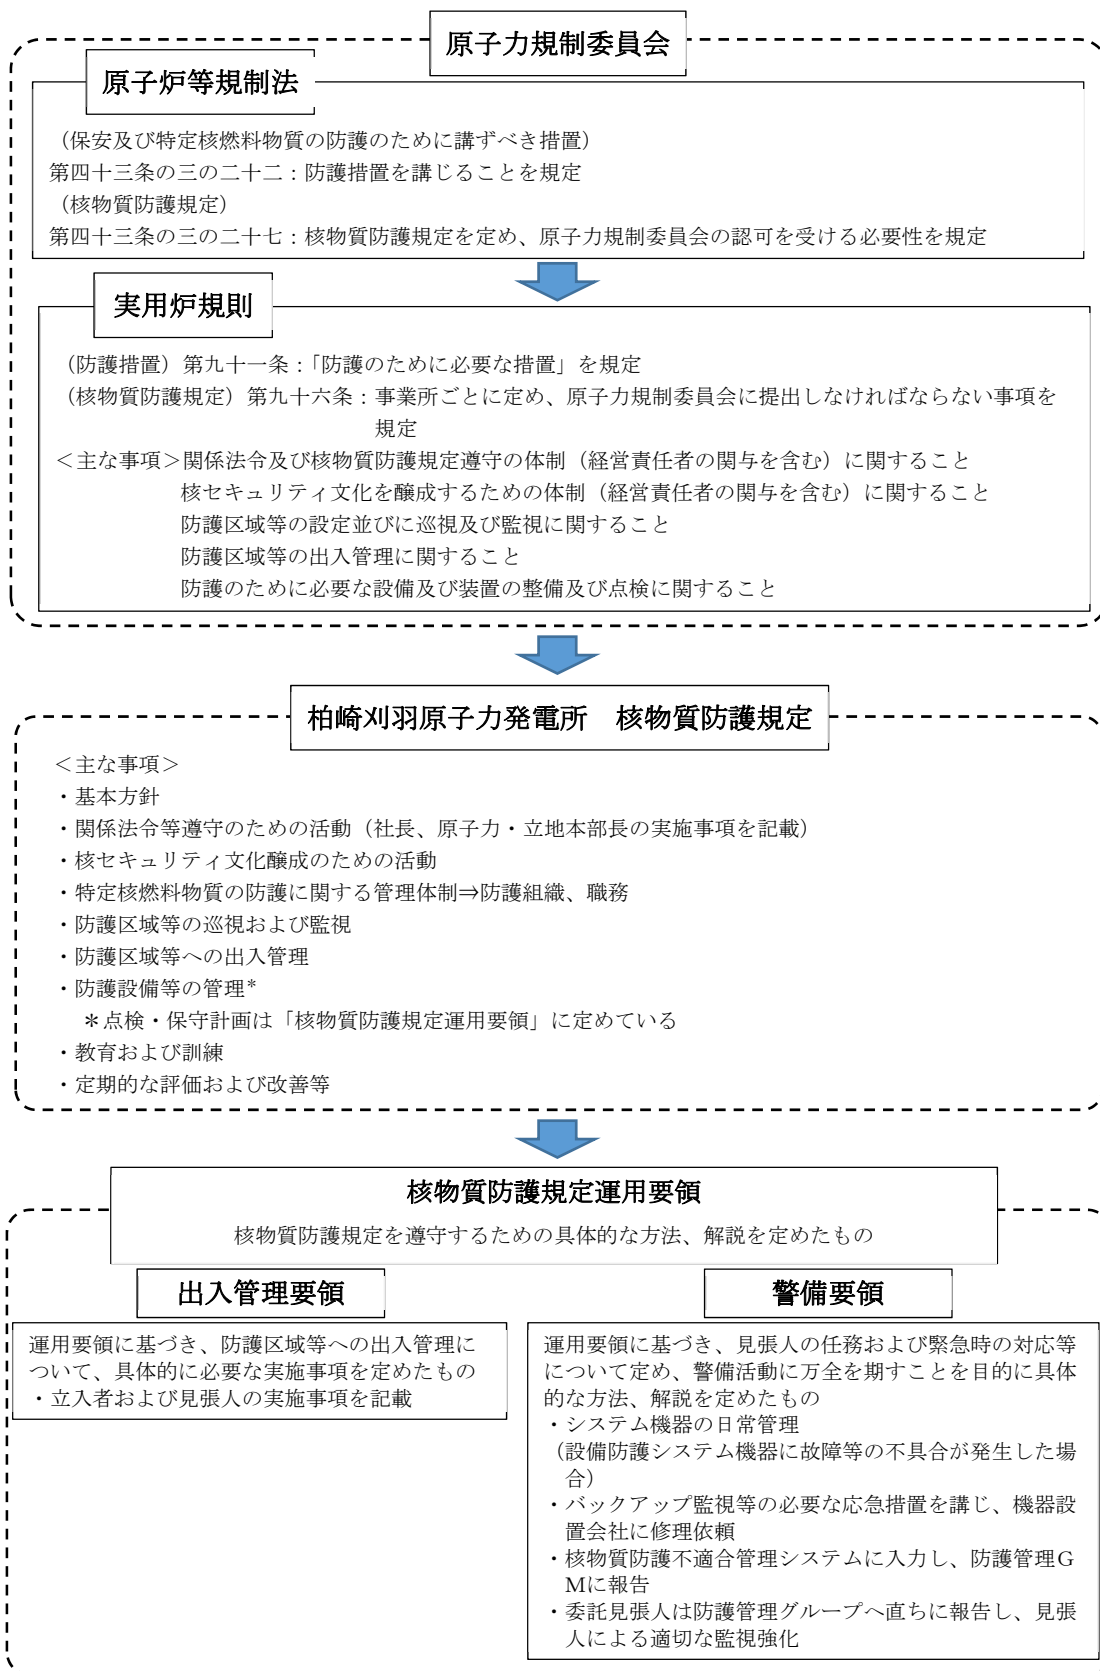 原子力規制委員会
原子炉等規制法
（保安及び特定核燃料物質の防護のために講ずべき措置）
第四十三条の三の二十二：防護措置を講じることを規定
（核物質防護規定）
第四十三条の三の二十七：核物質防護規定を定め、原子力規制委員会の認可を受ける必要性を規定
実用炉規則
（防護措置）第九十一条：「防護のために必要な措置」を規定
（核物質防護規定）第九十六条：事業所ごとに定め、原子力規制委員会に提出しなければならない事項を
規定
＜主な事項＞関係法令及び核物質防護規定遵守の体制（経営責任者の関与を含む）に関すること
核セキュリティ文化を醸成するための体制（経営責任者の関与を含む）に関すること
防護区域等の設定並びに巡視及び監視に関すること
防護区域等の出入管理に関すること
防護のために必要な設備及び装置の整備及び点検に関すること
柏崎刈羽原子力発電所　核物質防護規定
＜主な事項＞
・基本方針
・関係法令等遵守のための活動（社長、原子力・立地本部長の実施事項を記載）
・核セキュリティ文化醸成のための活動
・特定核燃料物質の防護に関する管理体制⇒防護組織、職務
・防護区域等の巡視および監視
・防護区域等への出入管理
・防護設備等の管理*
＊点検・保守計画は「核物質防護規定運用要領」に定めている
・教育および訓練
・定期的な評価および改善等
核物質防護規定運用要領
核物質防護規定を遵守するための具体的な方法、解説を定めたもの
出入管理要領
運用要領に基づき、防護区域等への出入管理に
ついて、具体的に必要な実施事項を定めたもの
・立入者および見張人の実施事項を記載
警備要領
運用要領に基づき、見張人の任務および緊急時の対応等
について定め、警備活動に万全を期すことを目的に具体
的な方法、解説を定めたもの
・システム機器の日常管理
（設備防護システム機器に故障等の不具合が発生した場
合）
・バックアップ監視等の必要な応急措置を講じ、機器設
置会社に修理依頼
・核物質防護不適合管理システムに入力し、防護管理Ｇ
Ｍに報告
・委託見張人は防護管理グループへ直ちに報告し、見張
人による適切な監視強化